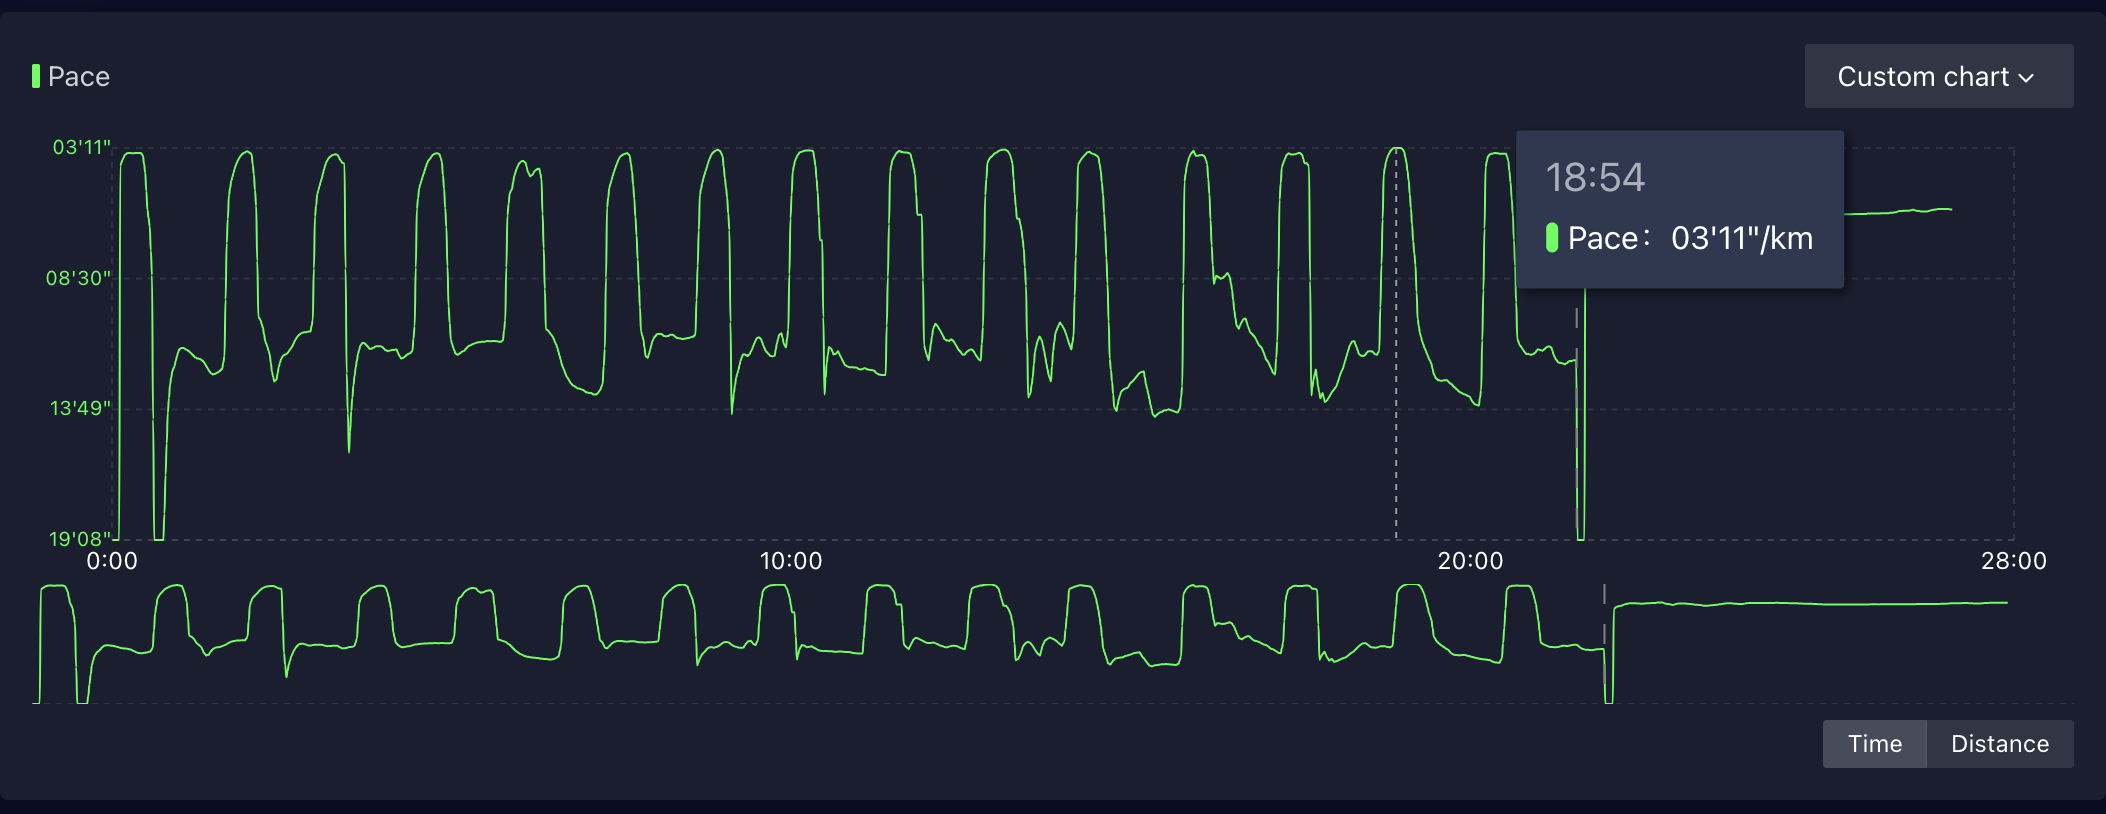 Pace
Custom chart
03'11"
08'30"
13'49"
19'08"
18:54
Pace: 03'11"/km
0:00 10:00 20:00 28:00
Time Distance